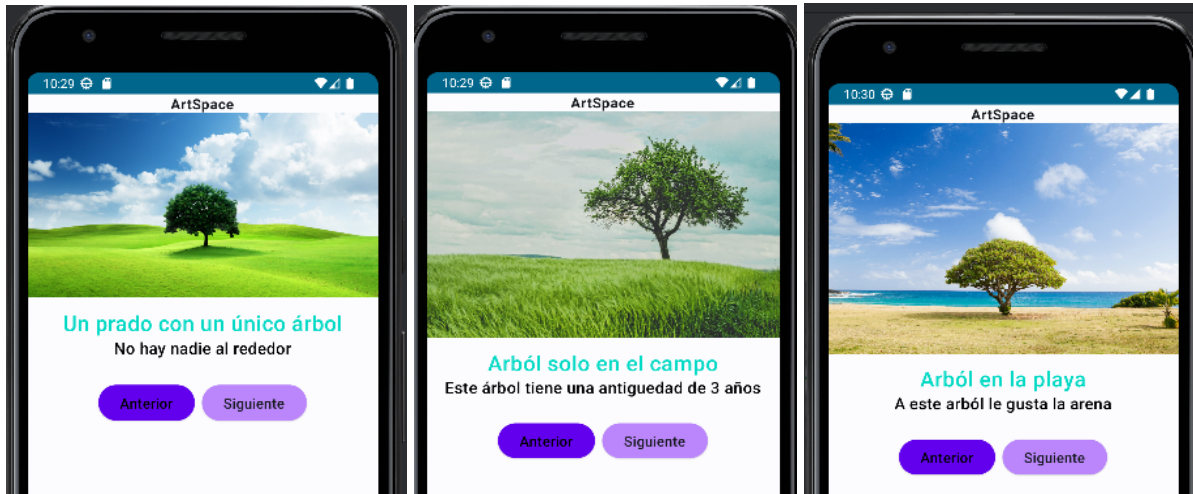 10:29
ArtSpace
Un prado con un único árbol
No hay nadie al rededor
Anterior Siguiente
10:29
ArtSpace
Arból solo en el campo
Este árbol tiene una antiguedad de 3 años
Anterior Siguiente
10:30
ArtSpace
Arból en la playa
A este arból le gusta la arena
Anterior Siguiente